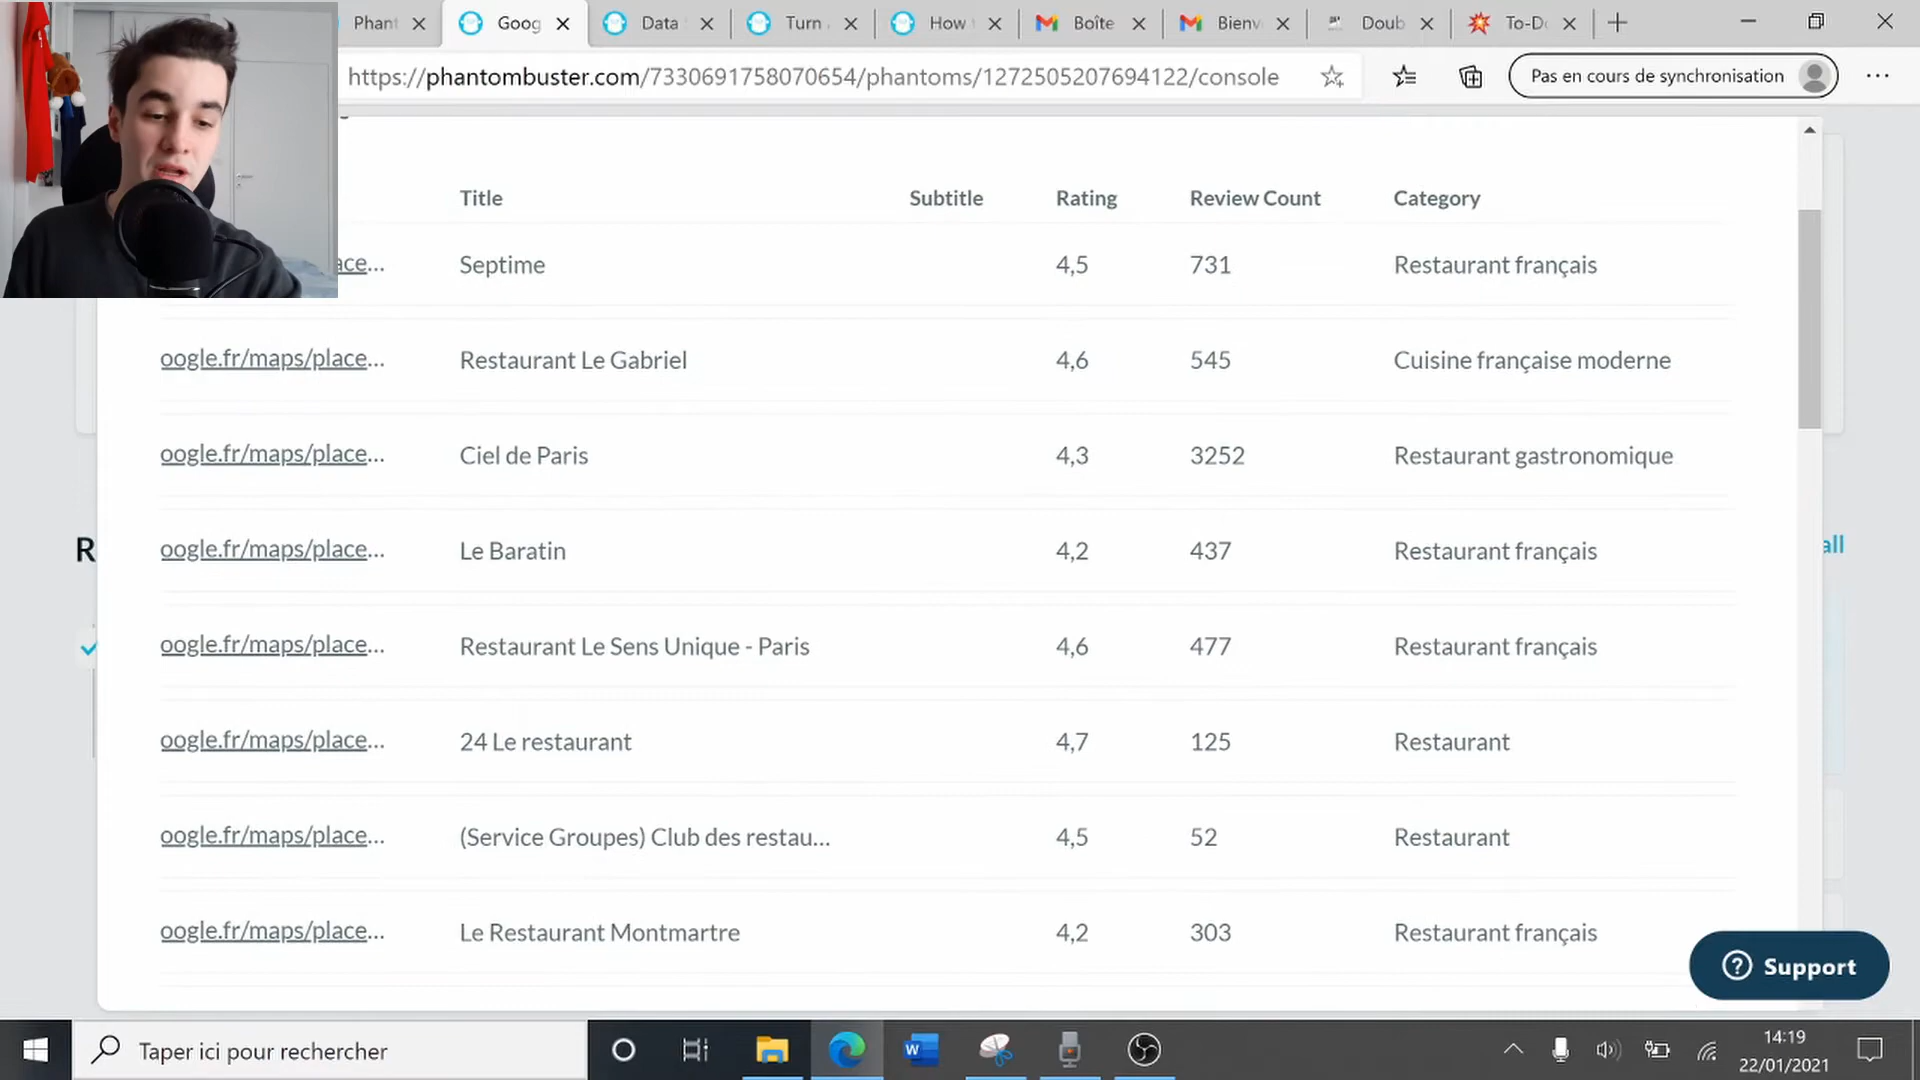 Phant
Goog
Data
Turn
How
Boîte
Bienv
Doub
To-D
https://phantombuster.com/7330691758070654/phantoms/1272505207694122/console
Pas en cours de synchronisation
Title Subtitle Rating Review Count Category
ace... Septime 4,5 731 Restaurant français
oogle.fr/maps/place... Restaurant Le Gabriel 4,6 545 Cuisine française moderne
oogle.fr/maps/place... Ciel de Paris 4,3 3252 Restaurant gastronomique
oogle.fr/maps/place... Le Baratin 4,2 437 Restaurant français
R
all
oogle.fr/maps/place... Restaurant Le Sens Unique - Paris 4,6 477 Restaurant français
oogle.fr/maps/place... 24 Le restaurant 4,7 125 Restaurant
oogle.fr/maps/place... (Service Groupes) Club des restau... 4,5 52 Restaurant
oogle.fr/maps/place... Le Restaurant Montmartre 4,2 303 Restaurant français
? Support
Taper ici pour rechercher
W
14:19
22/01/2021